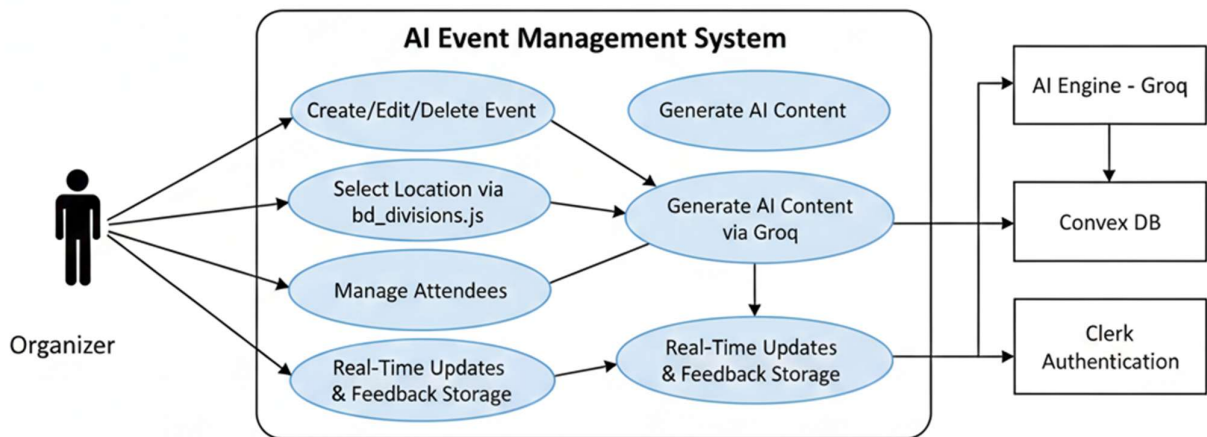 AI Event Management System
Organizer
Create/Edit/Delete Event
Select Location via
bd_divisions.js
Manage Attendees
Real-Time Updates
& Feedback Storage
Generate AI Content
Generate AI Content
via Groq
Real-Time Updates
& Feedback Storage
AI Engine - Groq
Convex DB
Clerk
Authentication